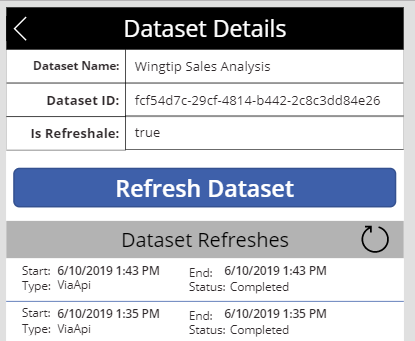 Dataset Details
Dataset Name: Wingtip Sales Analysis
Dataset ID: fcf54d7c-29cf-4814-b442-2c8c3dd84e26
Is Refreshale: true
Refresh Dataset
Dataset Refreshes
Start: 6/10/2019 1:43 PM End: 6/10/2019 1:43 PM
Type: ViaApi Status: Completed
Start: 6/10/2019 1:35 PM End: 6/10/2019 1:35 PM
Type: ViaApi Status: Completed